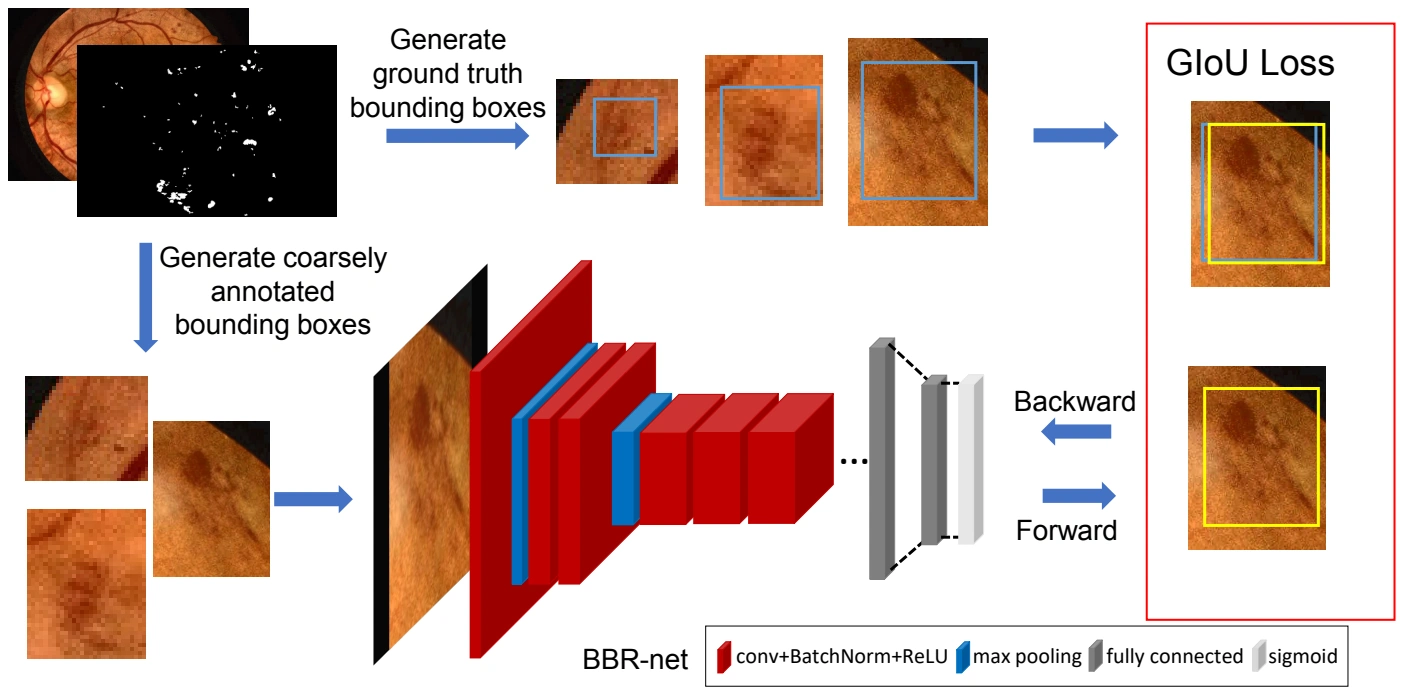 Generate
ground truth
bounding boxes
GIoU Loss
Generate coarsely
annotated
bounding boxes
Backward
...
Forward
BBR-net
conv+BatchNorm+ReLU
max pooling
fully connected
sigmoid